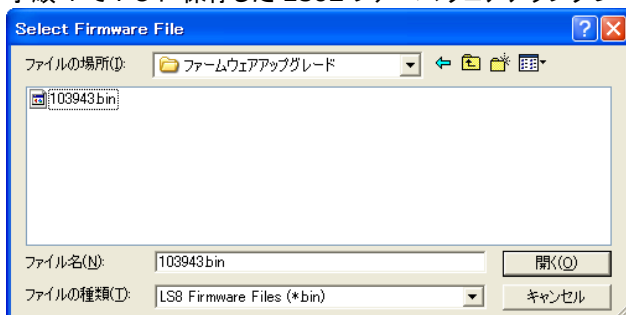 Select Firmware File
ファイルの場所(I):
ファームウェアアップグレード
103943.bin
ファイル名(N):
103943.bin
開く(O)
ファイルの種類(T):
LS8 Firmware Files (*.bin)
キャンセル